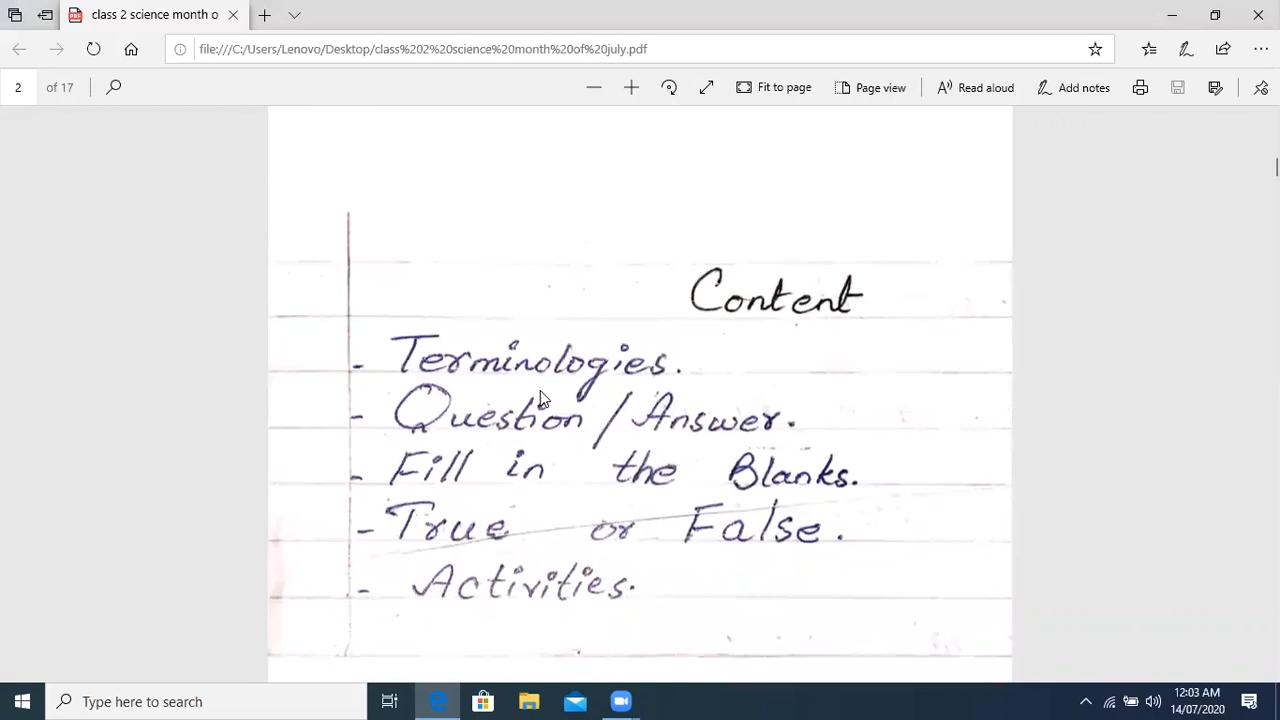 class 2 science month o
file:///C:/Users/Lenovo/Desktop/class%202%20science%20month%20of%20july.pdf
2 of 17
Fit to page
Page view
Read aloud
Add notes
Content
- Terminologies.
- Question / Answer.
- Fill in the Blanks.
- True or False.
- Activities.
Type here to search
12:03 AM
14/07/2020